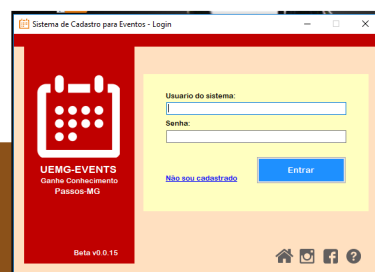 Sistema de Cadastro para Eventos - Login
Usuario do sistema:
Senha:
UEMG-EVENTS
Ganhe Conhecimento
Passos-MG
Não sou cadastrado
Entrar
Beta v0.0.15